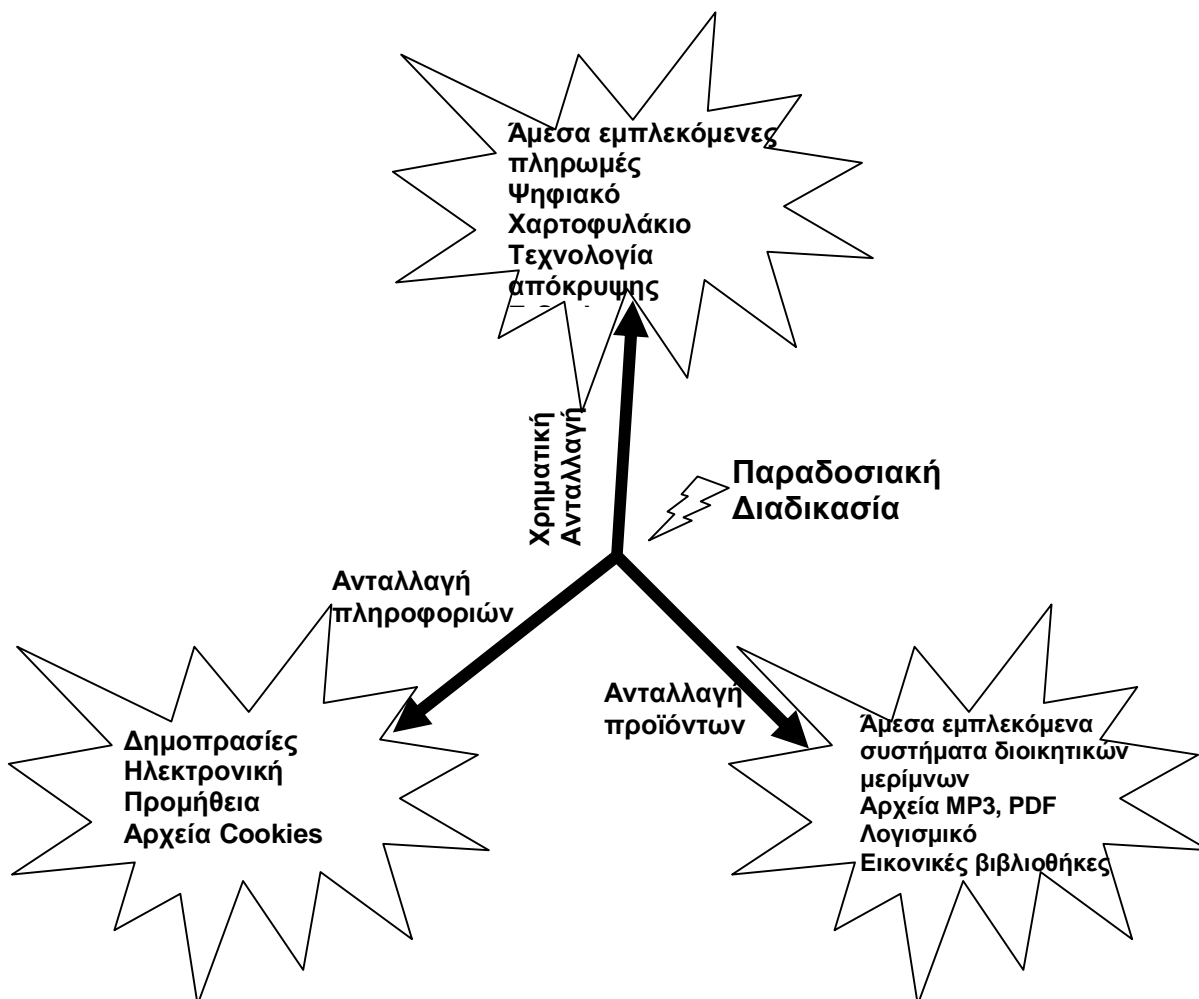 Άμεσα εμπλεκόμενες
πληρωμές
Ψηφιακό
Χαρτοφυλάκιο
Τεχνολογία
απόκρυψης
Χρηματική
Ανταλλαγή
Παραδοσιακή
Διαδικασία
Ανταλλαγή
πληροφοριών
Ανταλλαγή
προϊόντων
Δημοπρασίες
Ηλεκτρονική
Προμήθεια
Αρχεία Cookies
Άμεσα εμπλεκόμενα
συστήματα διοικητικών
μερίμνων
Αρχεία MP3, PDF
Λογισμικό
Εικονικές βιβλιοθήκες